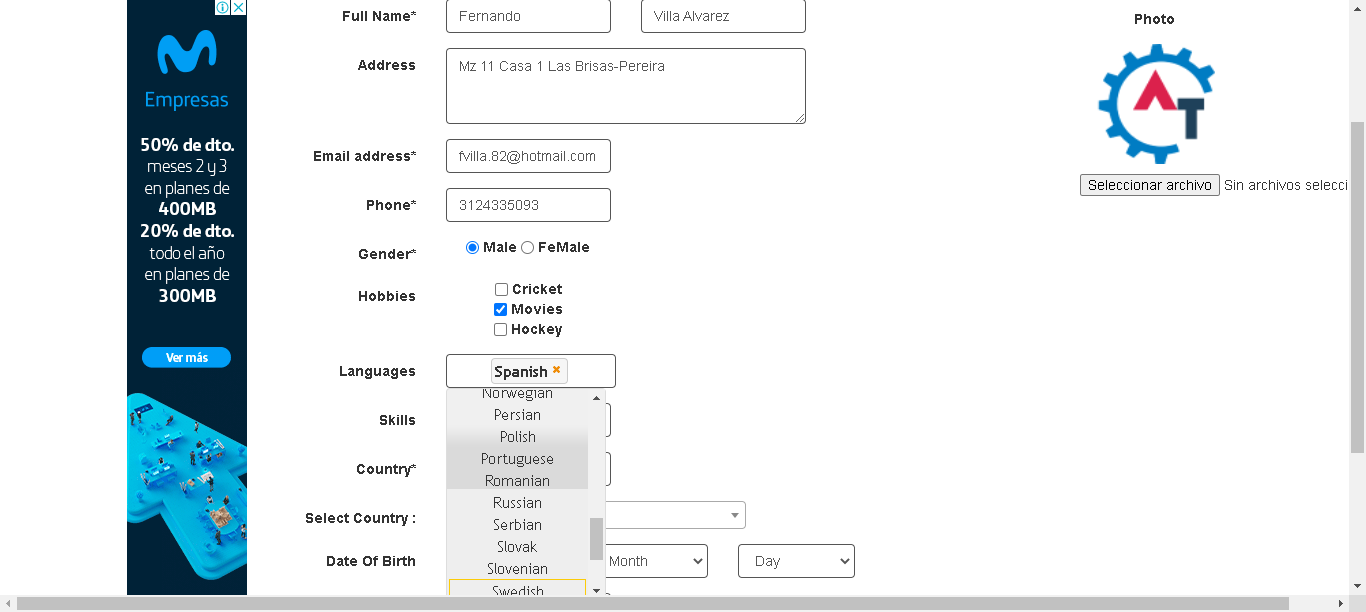 Empresas
50% de dto.
meses 2 y 3
en planes de
400MB
20% de dto.
todo el año
en planes de
300MB
Ver más
Full Name* Fernando Villa Alvarez
Address Mz 11 Casa 1 Las Brisas-Pereira
Email address* fvilla.82@hotmail.com
Phone* 3124335093
Gender* Male FeMale
Hobbies Cricket
Movies
Hockey
Languages Spanish
Norwegian
Persian
Skills
Polish
Portuguese
Country*
Romanian
Russian
Select Country :
Serbian
Slovak
Date Of Birth Month Day
Slovenian
Swedish
Photo
AT
Seleccionar archivo Sin archivos selecci